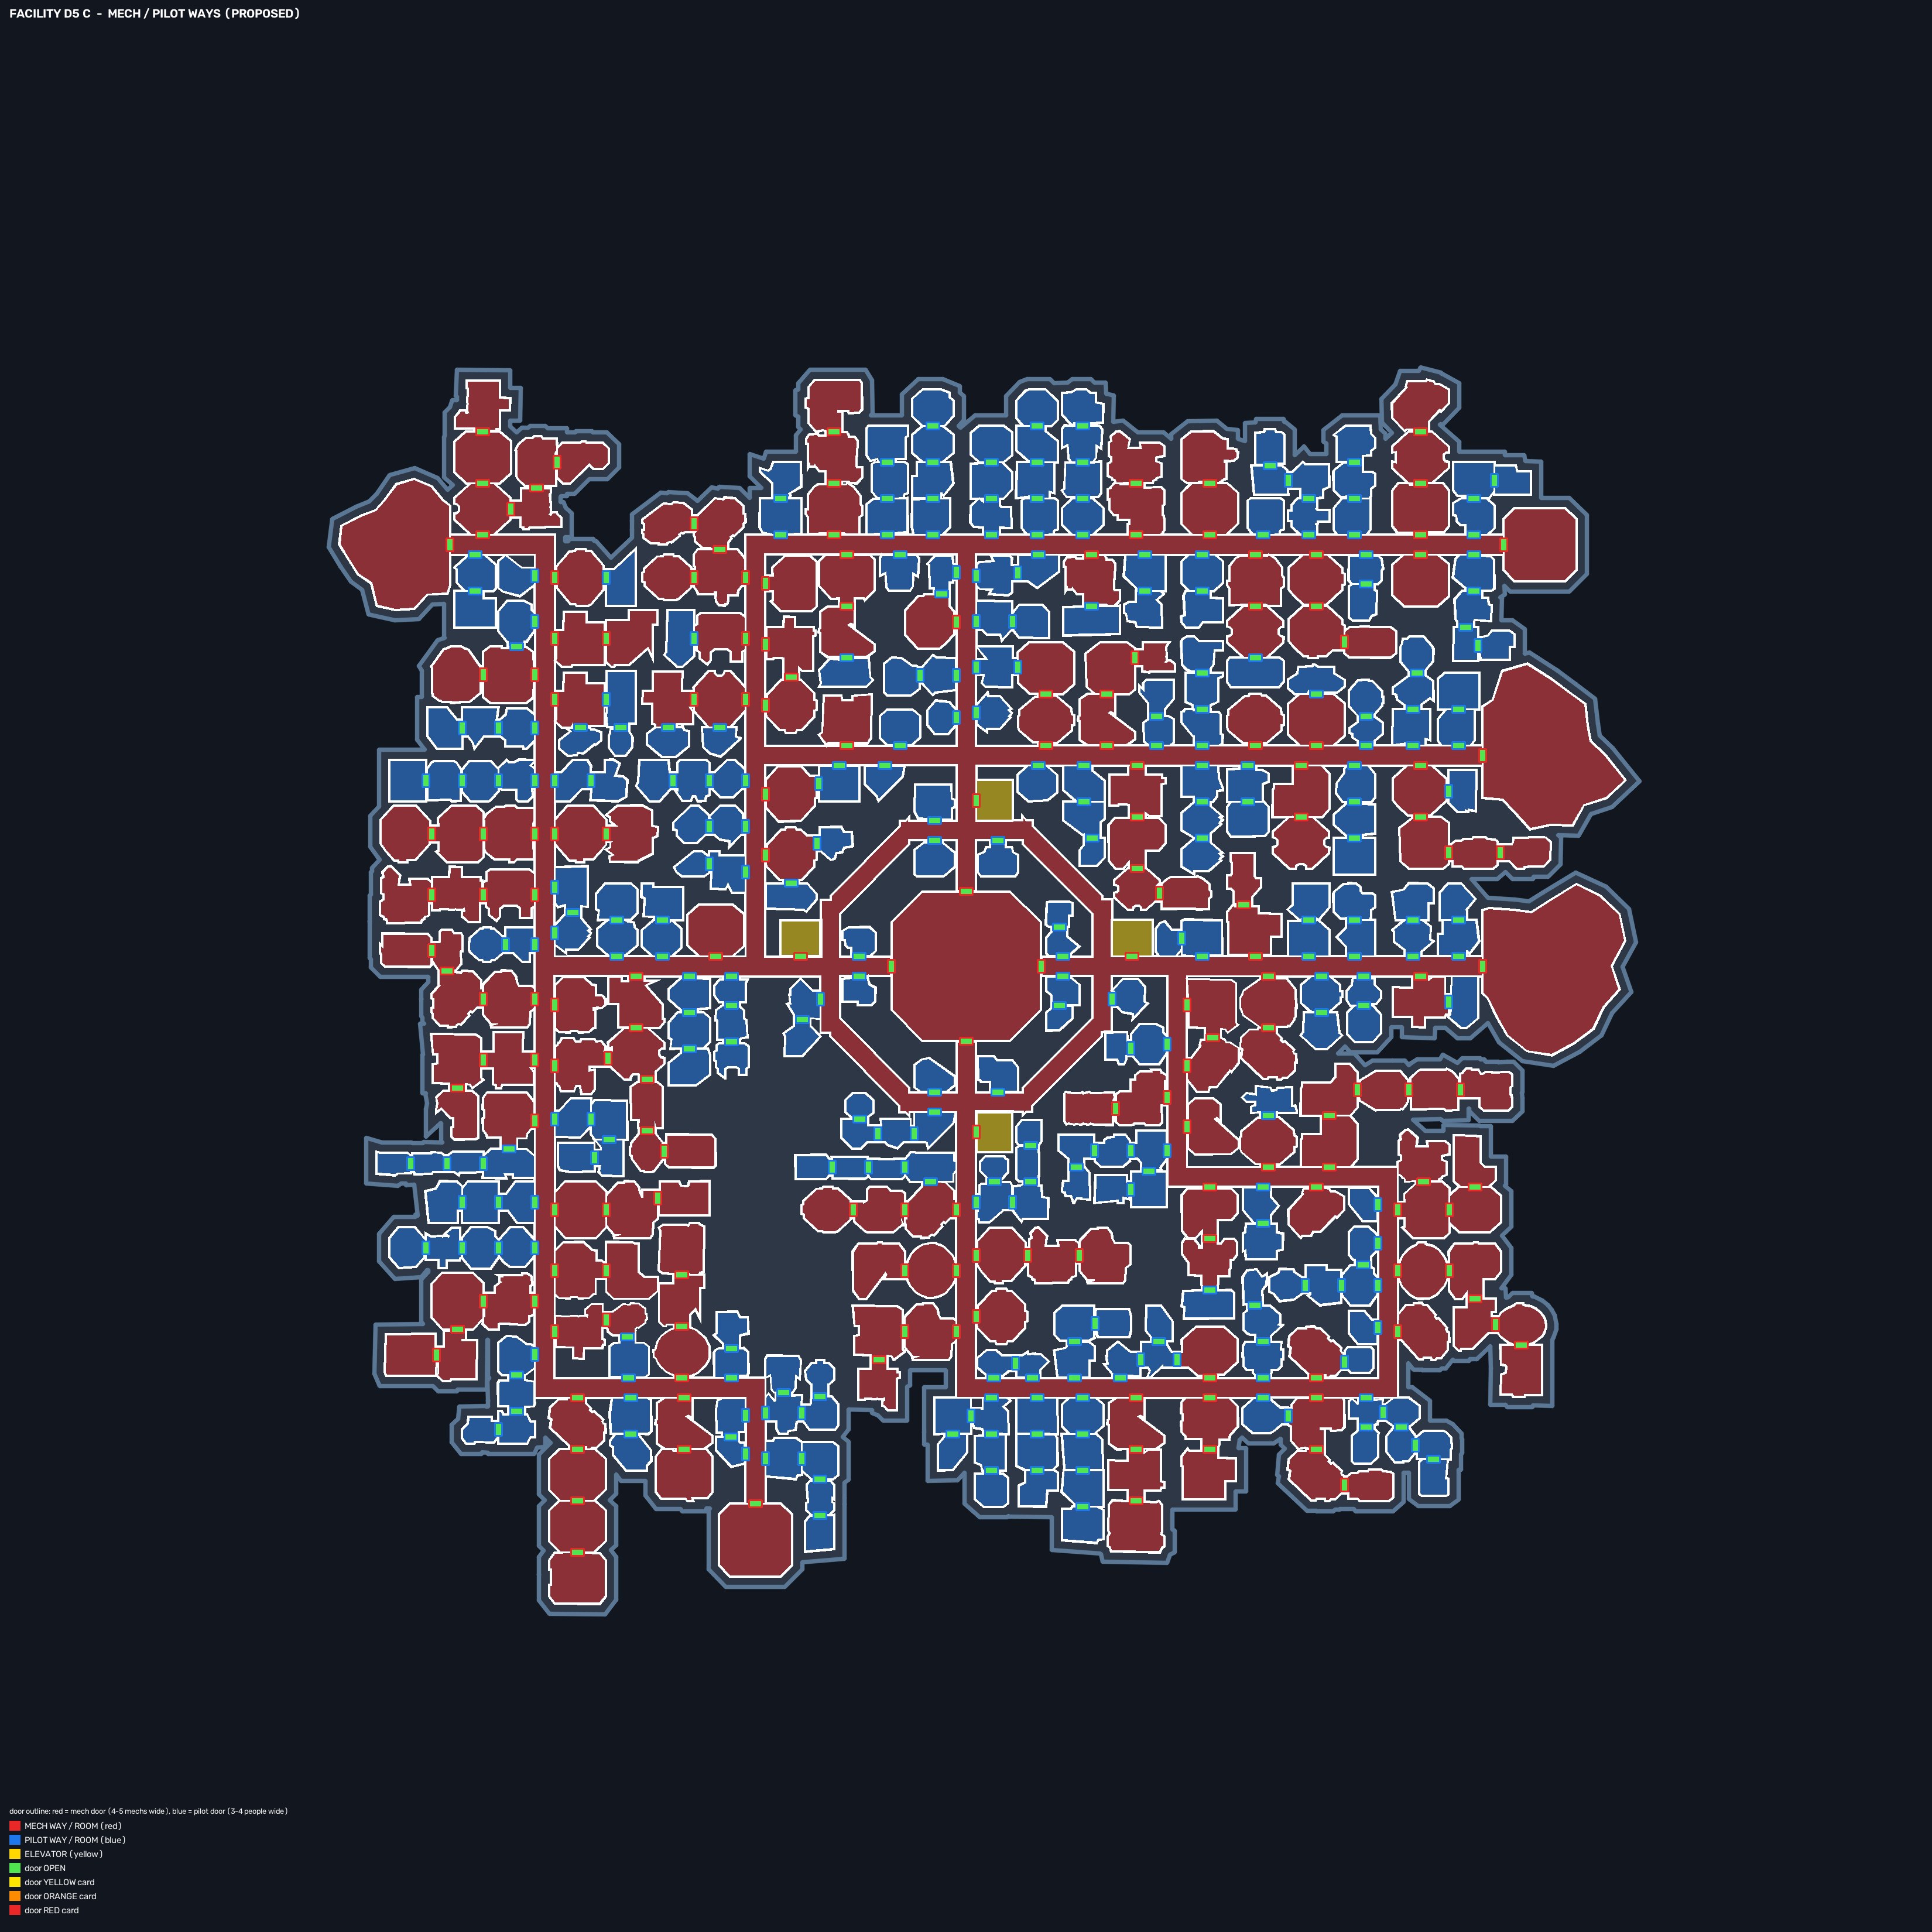 FACILITY D5 C - MECH / PILOT WAYS (PROPOSED)
door outline: red = mech door (4-5 mechs wide), blue = pilot door (3-4 people wide)
MECH WAY / ROOM (red)
PILOT WAY / ROOM (blue)
ELEVATOR (yellow)
door OPEN
door YELLOW card
door ORANGE card
door RED card